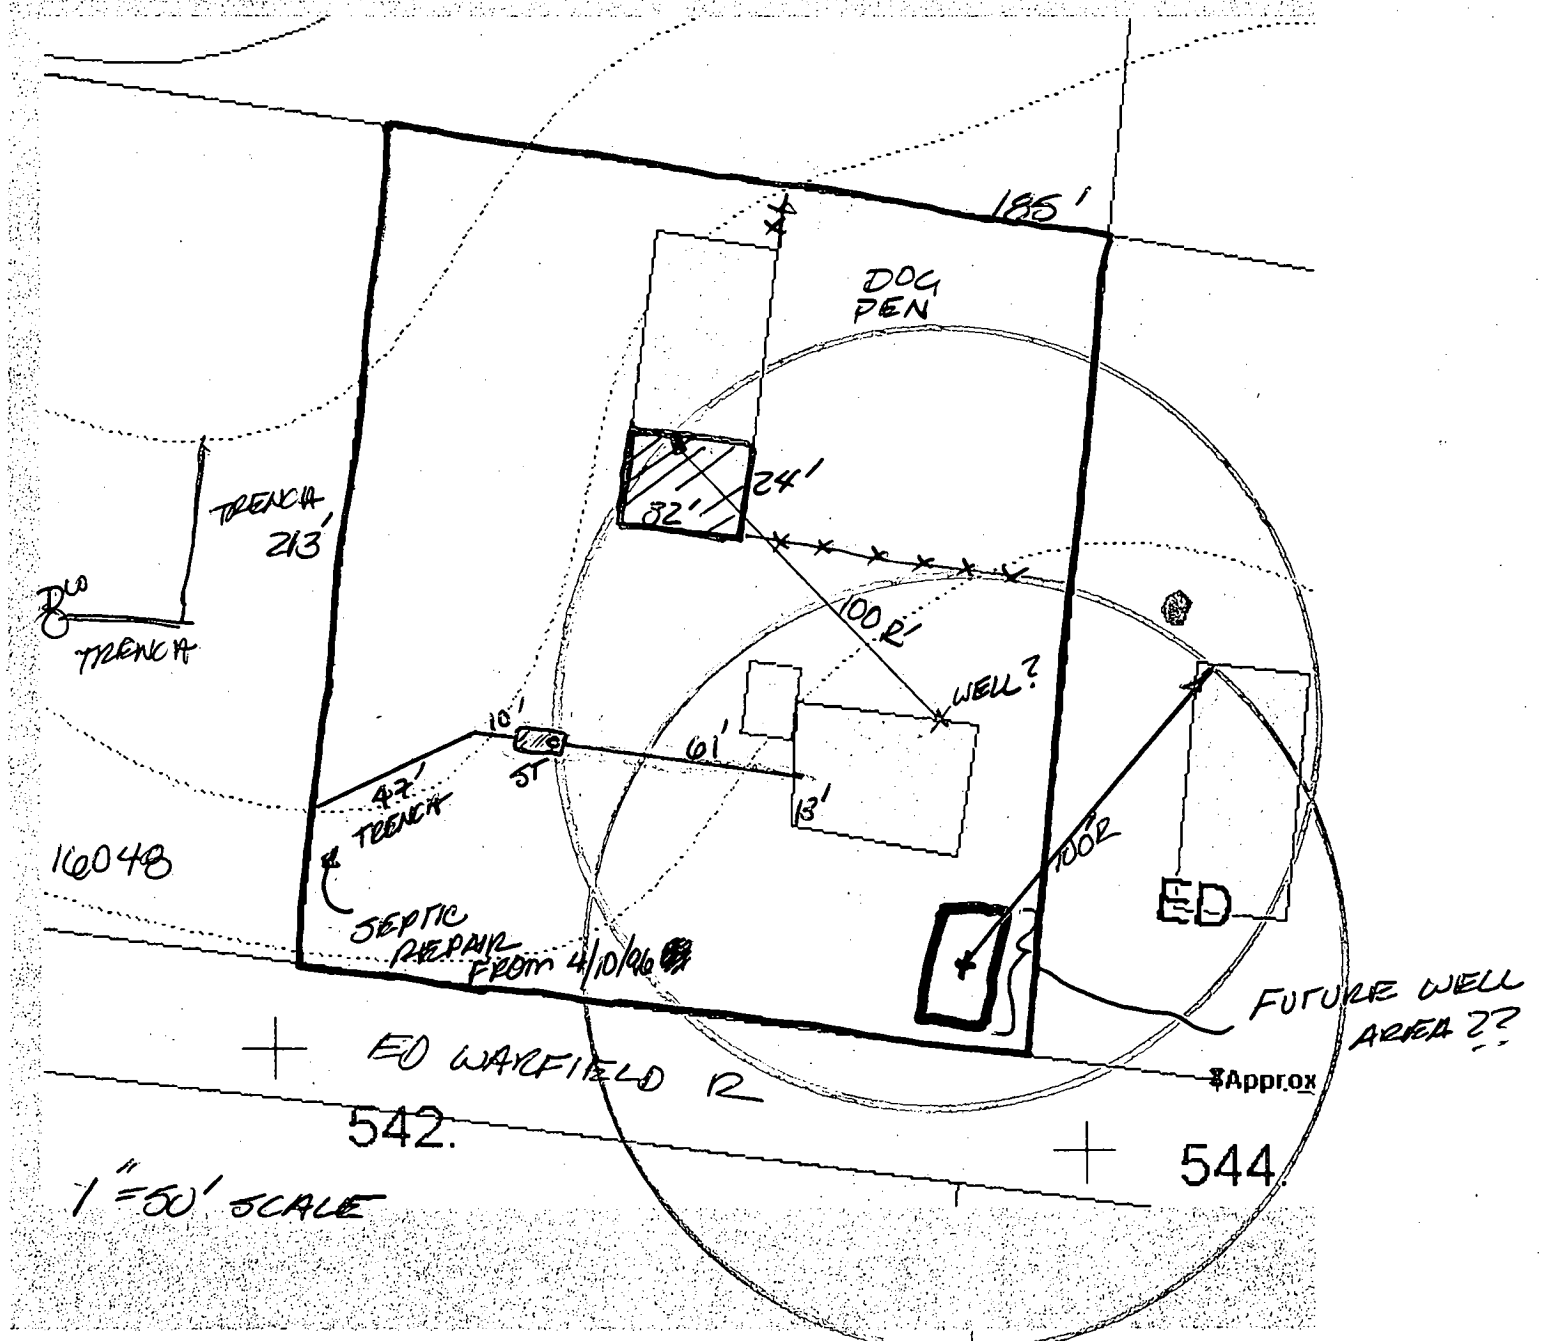 185'
DOG
PEN
TRENCH
213'
24'
32'
TRENCH
100 R'
WELL?
10'
ST
61'
13'
47'
TRENCH
100'R
16048
ED
SEPTIC
REPAIR
FROM 4/10/96
FUTURE WELL
AREA ??
ED WARFIELD R
Approx
542.
544.
1"=50' SCALE